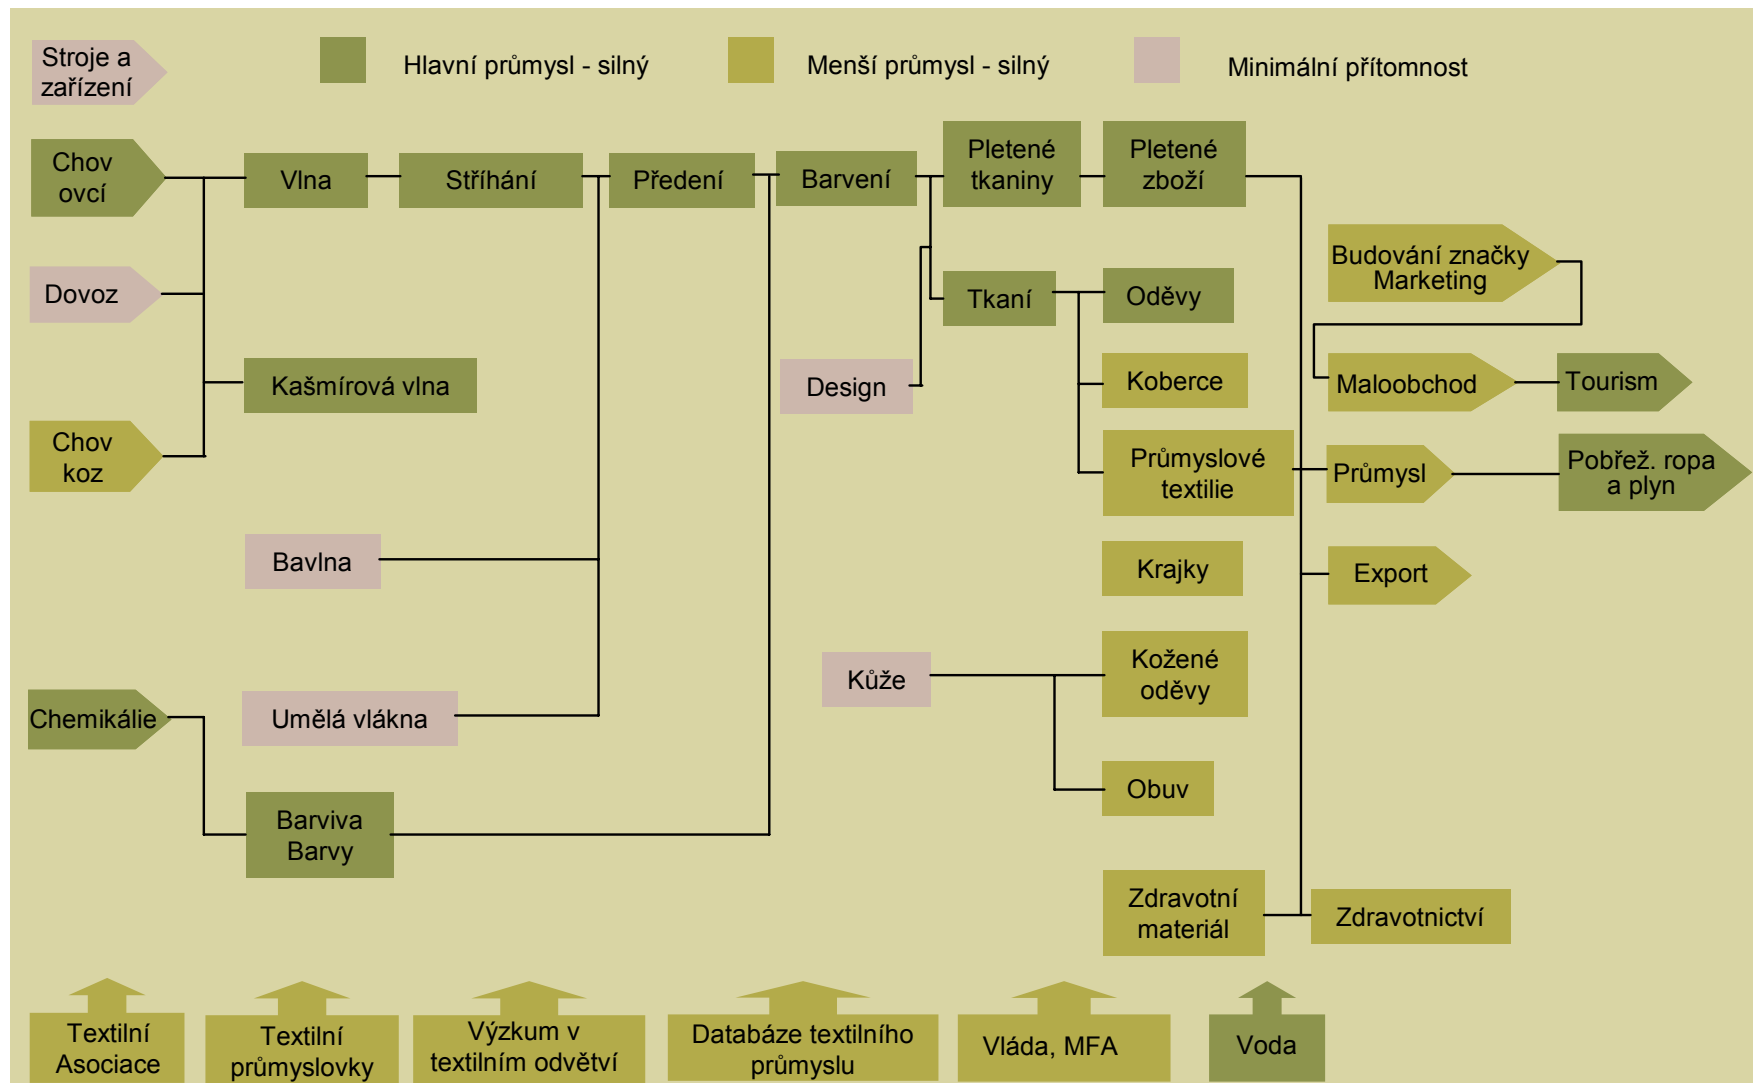 Stroje a
zařízení
Hlavní průmysl - silný
Menší průmysl - silný
Minimální přítomnost
Chov
ovcí
Vlna
Stříhání
Předení
Barvení
Pletené
tkaniny
Pletené
zboží
Budování značky
Marketing
Dovoz
Tkaní
Oděvy
Kašmírová vlna
Design
Koberce
Maloobchod
Tourism
Chov
koz
Průmyslové
textilie
Průmysl
Pobřež. ropa
a plyn
Bavlna
Krajky
Export
Kůže
Kožené
oděvy
Chemikálie
Umělá vlákna
Obuv
Barviva
Barvy
Zdravotní
materiál
Zdravotnictví
Textilní
Asociace
Textilní
průmyslovky
Výzkum v
textilním odvětví
Databáze textilního
průmyslu
Vláda, MFA
Voda